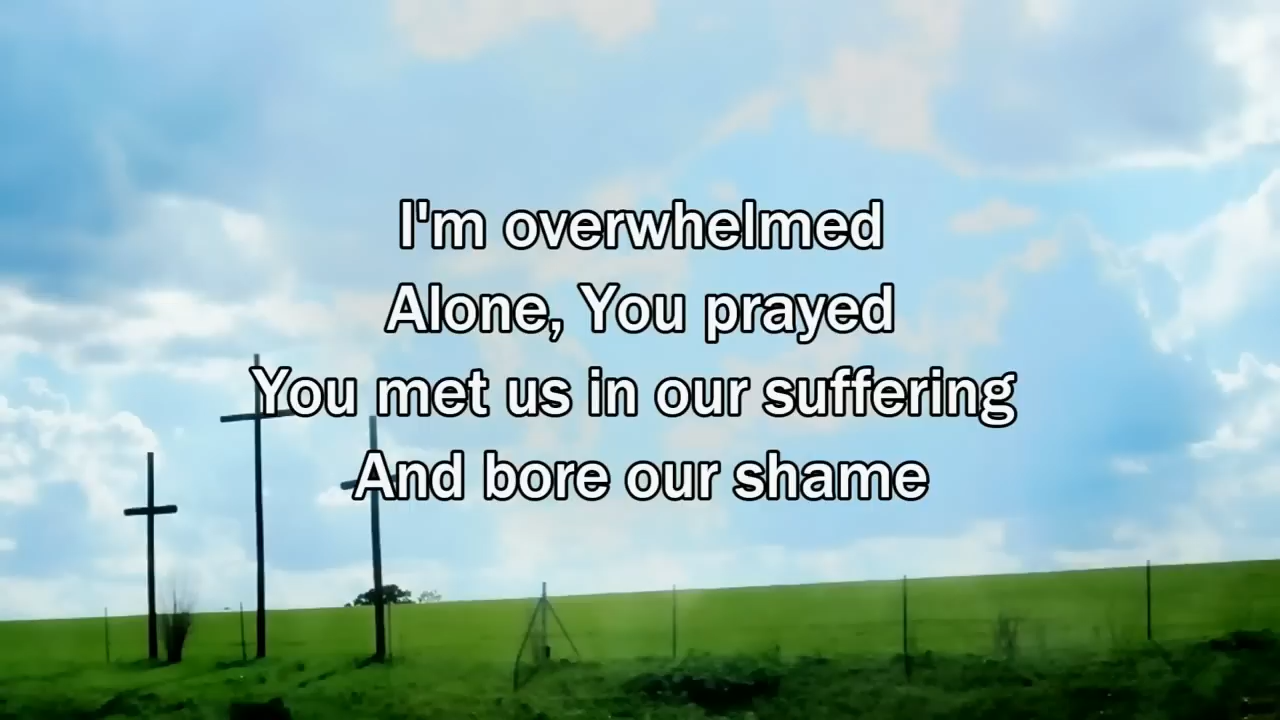 I'm overwhelmed
Alone, You prayed
You met us in our suffering
And bore our shame